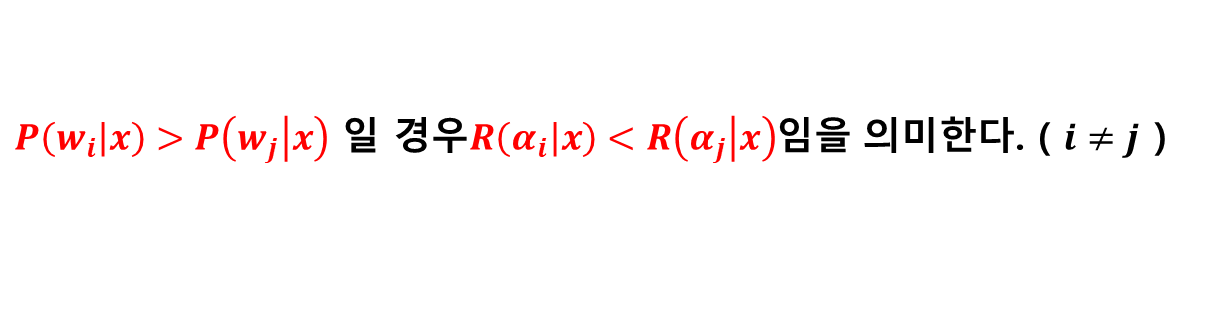 P(wᵢ|x) > P(wⱼ|x) 일 경우R(αᵢ|x) < R(αⱼ|x)임을 의미한다. ( i ≠ j )